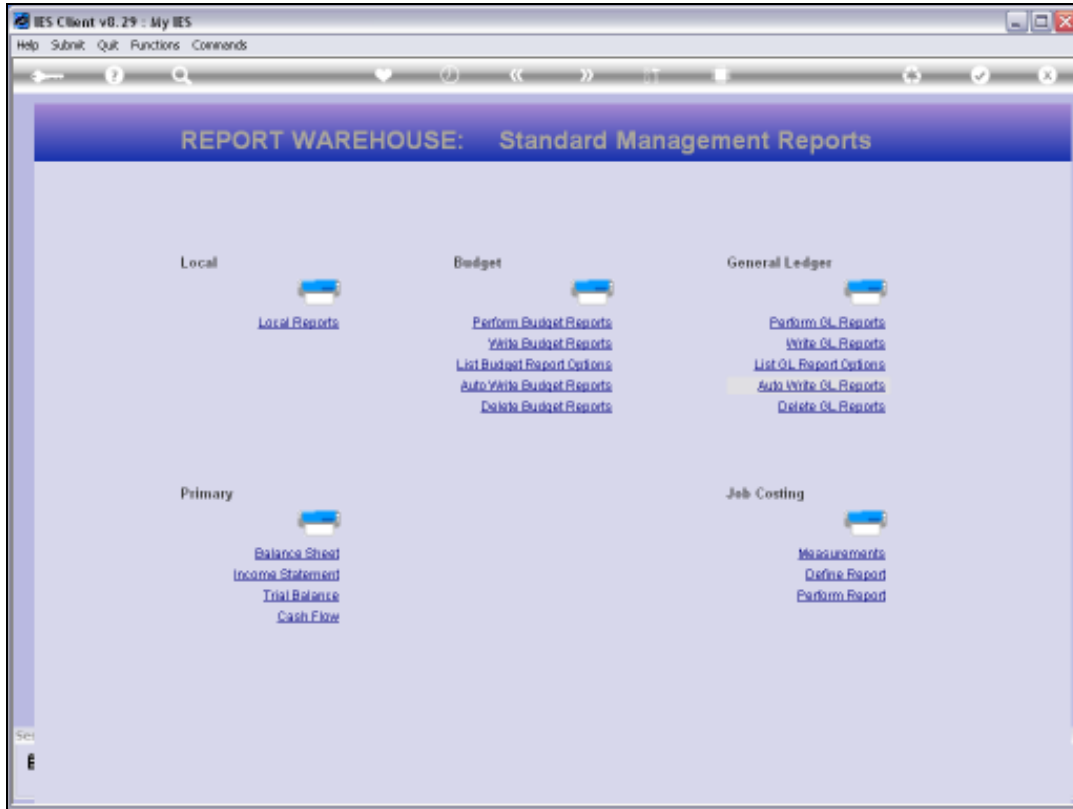 IES Client v8.29 : My IES
Help Submit Quit Functions Commands
REPORT WAREHOUSE: Standard Management Reports
Local
Local Reports
Budget
Perform Budget Reports
Write Budget Reports
List Budget Report Options
Auto Write Budget Reports
Delete Budget Reports
General Ledger
Perform GL Reports
Write GL Reports
List GL Report Options
Auto Write GL Reports
Delete GL Reports
Primary
Balance Sheet
Income Statement
Trial Balance
Cash Flow
Job Costing
Measurements
Define Report
Perform Report